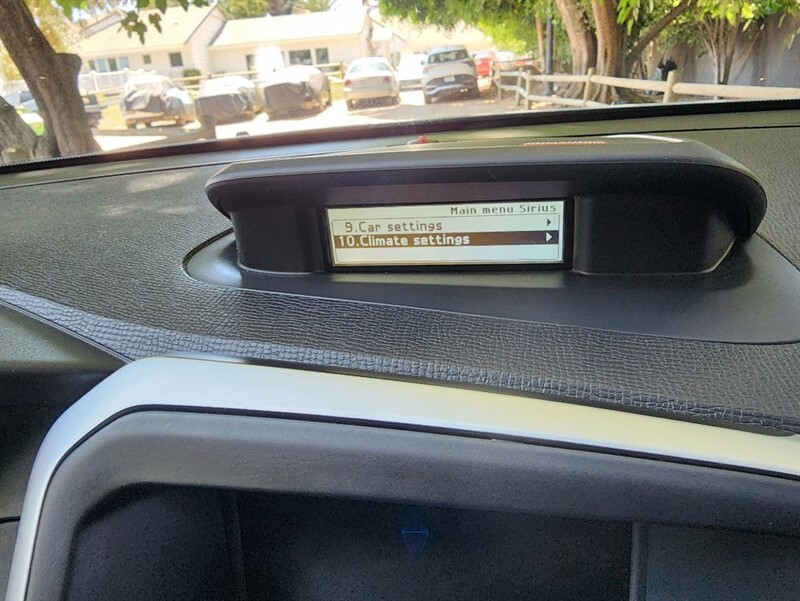 Main menu Sirius
9.Car settings
10.Climate settings